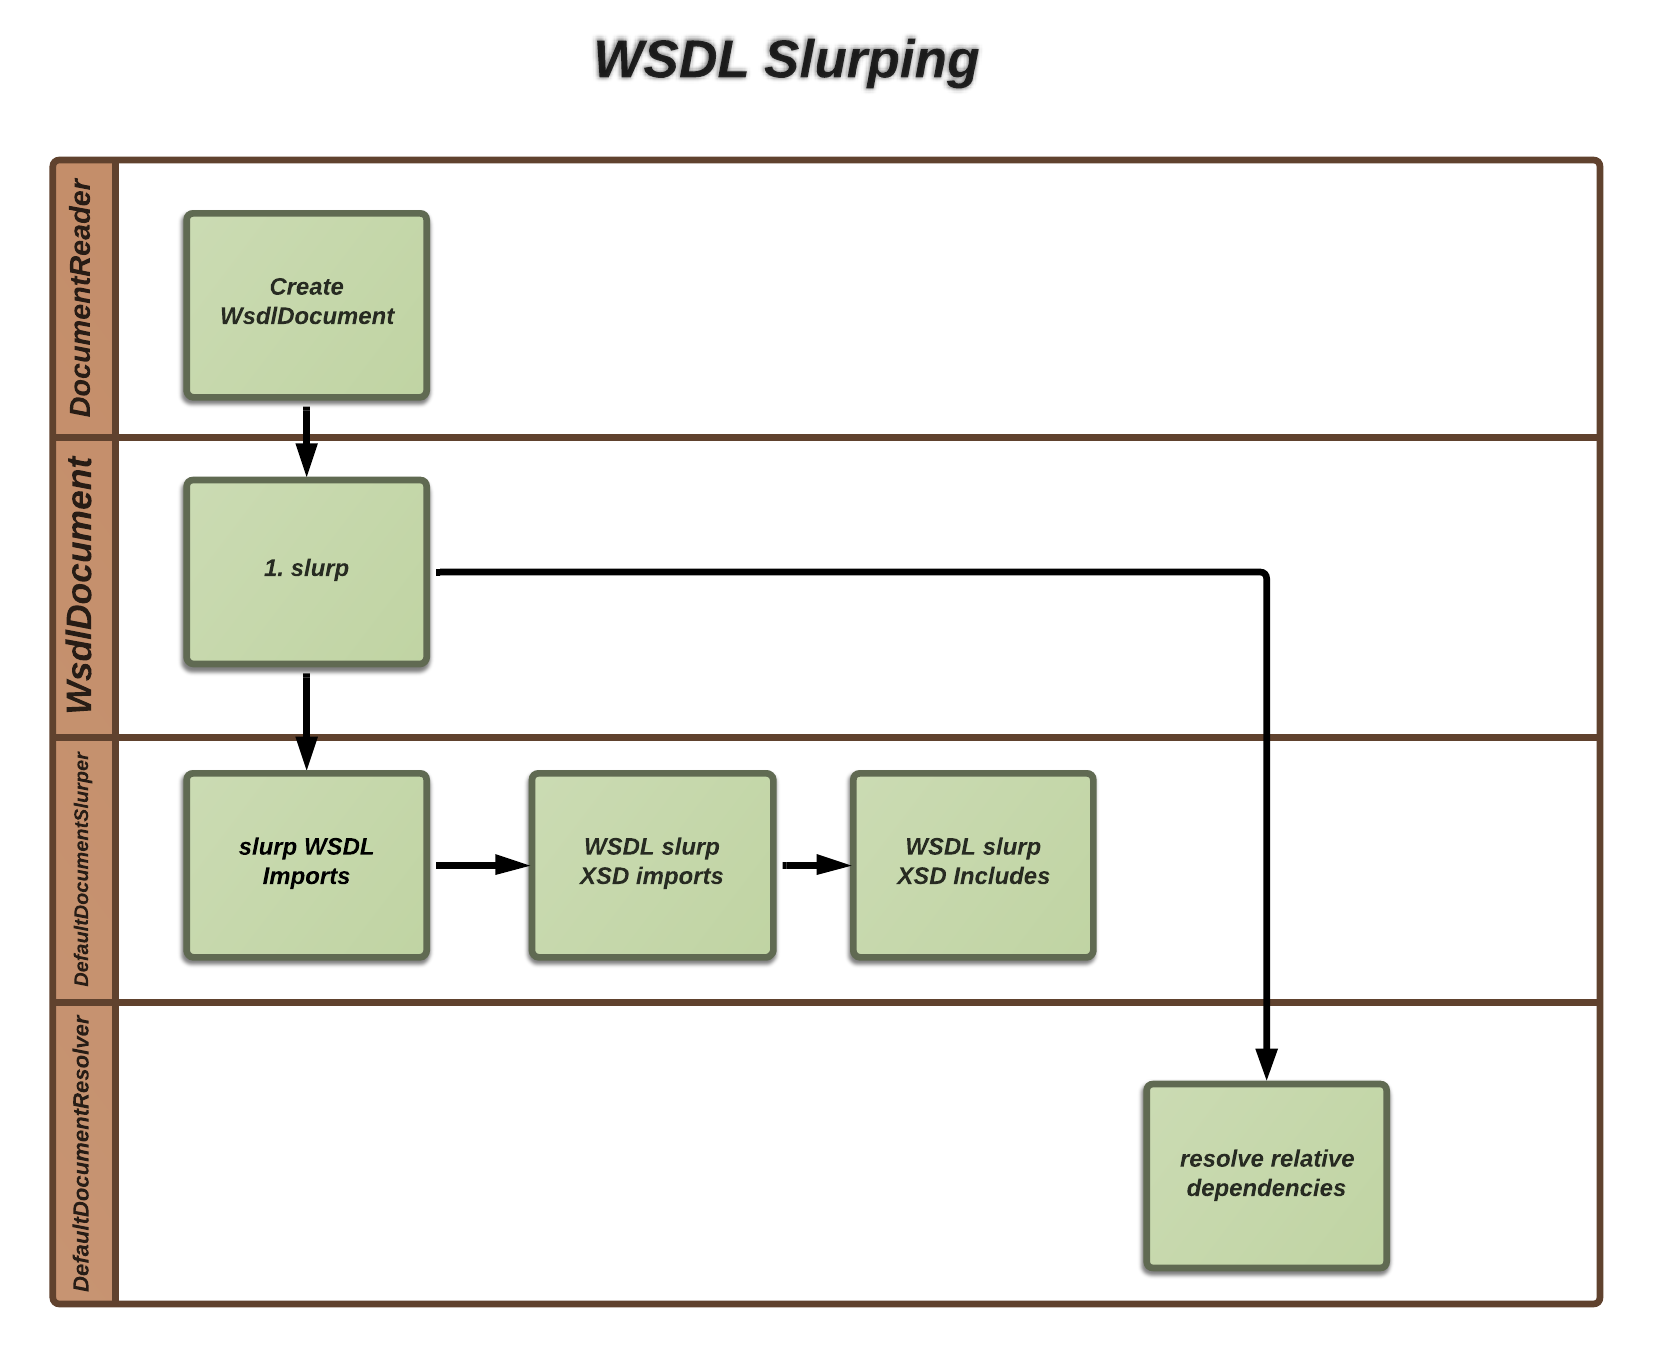 WSDL Slurping
DocumentReader
Create
WsdlDocument
WsdlDocument
1. slurp
DefaultDocumentSlurper
slurp WSDL
Imports
WSDL slurp
XSD imports
WSDL slurp
XSD Includes
DefaultDocumentResolver
resolve relative
dependencies